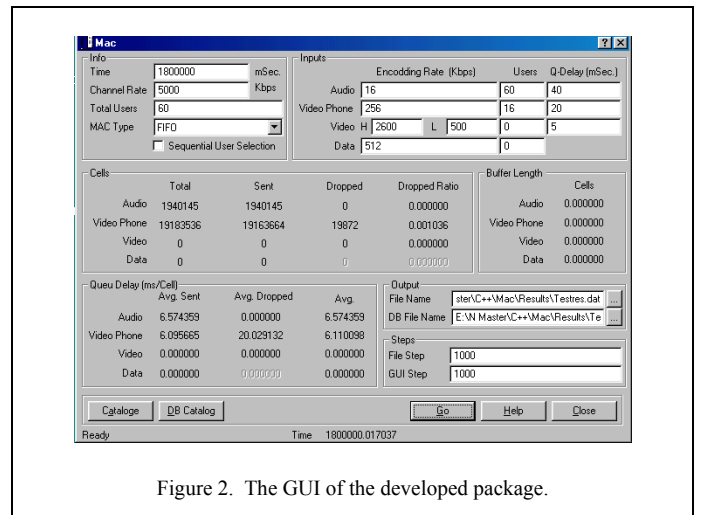 Mac
Info
Time 1800000 mSec.
Channel Rate 5000 Kbps
Total Users 60
MAC Type FIFO
Sequential User Selection
Inputs
Encodding Rate (Kbps) Users Q-Delay (mSec.)
Audio 16 60 40
Video Phone 256 16 20
Video H 2600 L 500 0 5
Data 512 0
Cells
Total Sent Dropped Dropped Ratio
Audio 1940145 1940145 0 0.000000
Video Phone 19183536 19163664 19872 0.001036
Video 0 0 0 0.000000
Data 0 0 0 0.000000
Buffer Length
Cells
Audio 0.000000
Video Phone 0.000000
Video 0.000000
Data 0.000000
Queu Delay (ms/Cell)
Avg. Sent Avg. Dropped Avg.
Audio 6.574359 0.000000 6.574359
Video Phone 6.095665 20.029132 6.110098
Video 0.000000 0.000000 0.000000
Data 0.000000 0.000000 0.000000
Output
File Name ster\C++\Mac\Results\Testres.dat ...
DB File Name E:\N Master\C++\Mac\Results\Te ...
Steps
File Step 1000
GUI Step 1000
Cataloge DB Catalog Go Help Close
Ready Time 1800000.017037
Figure 2. The GUI of the developed package.